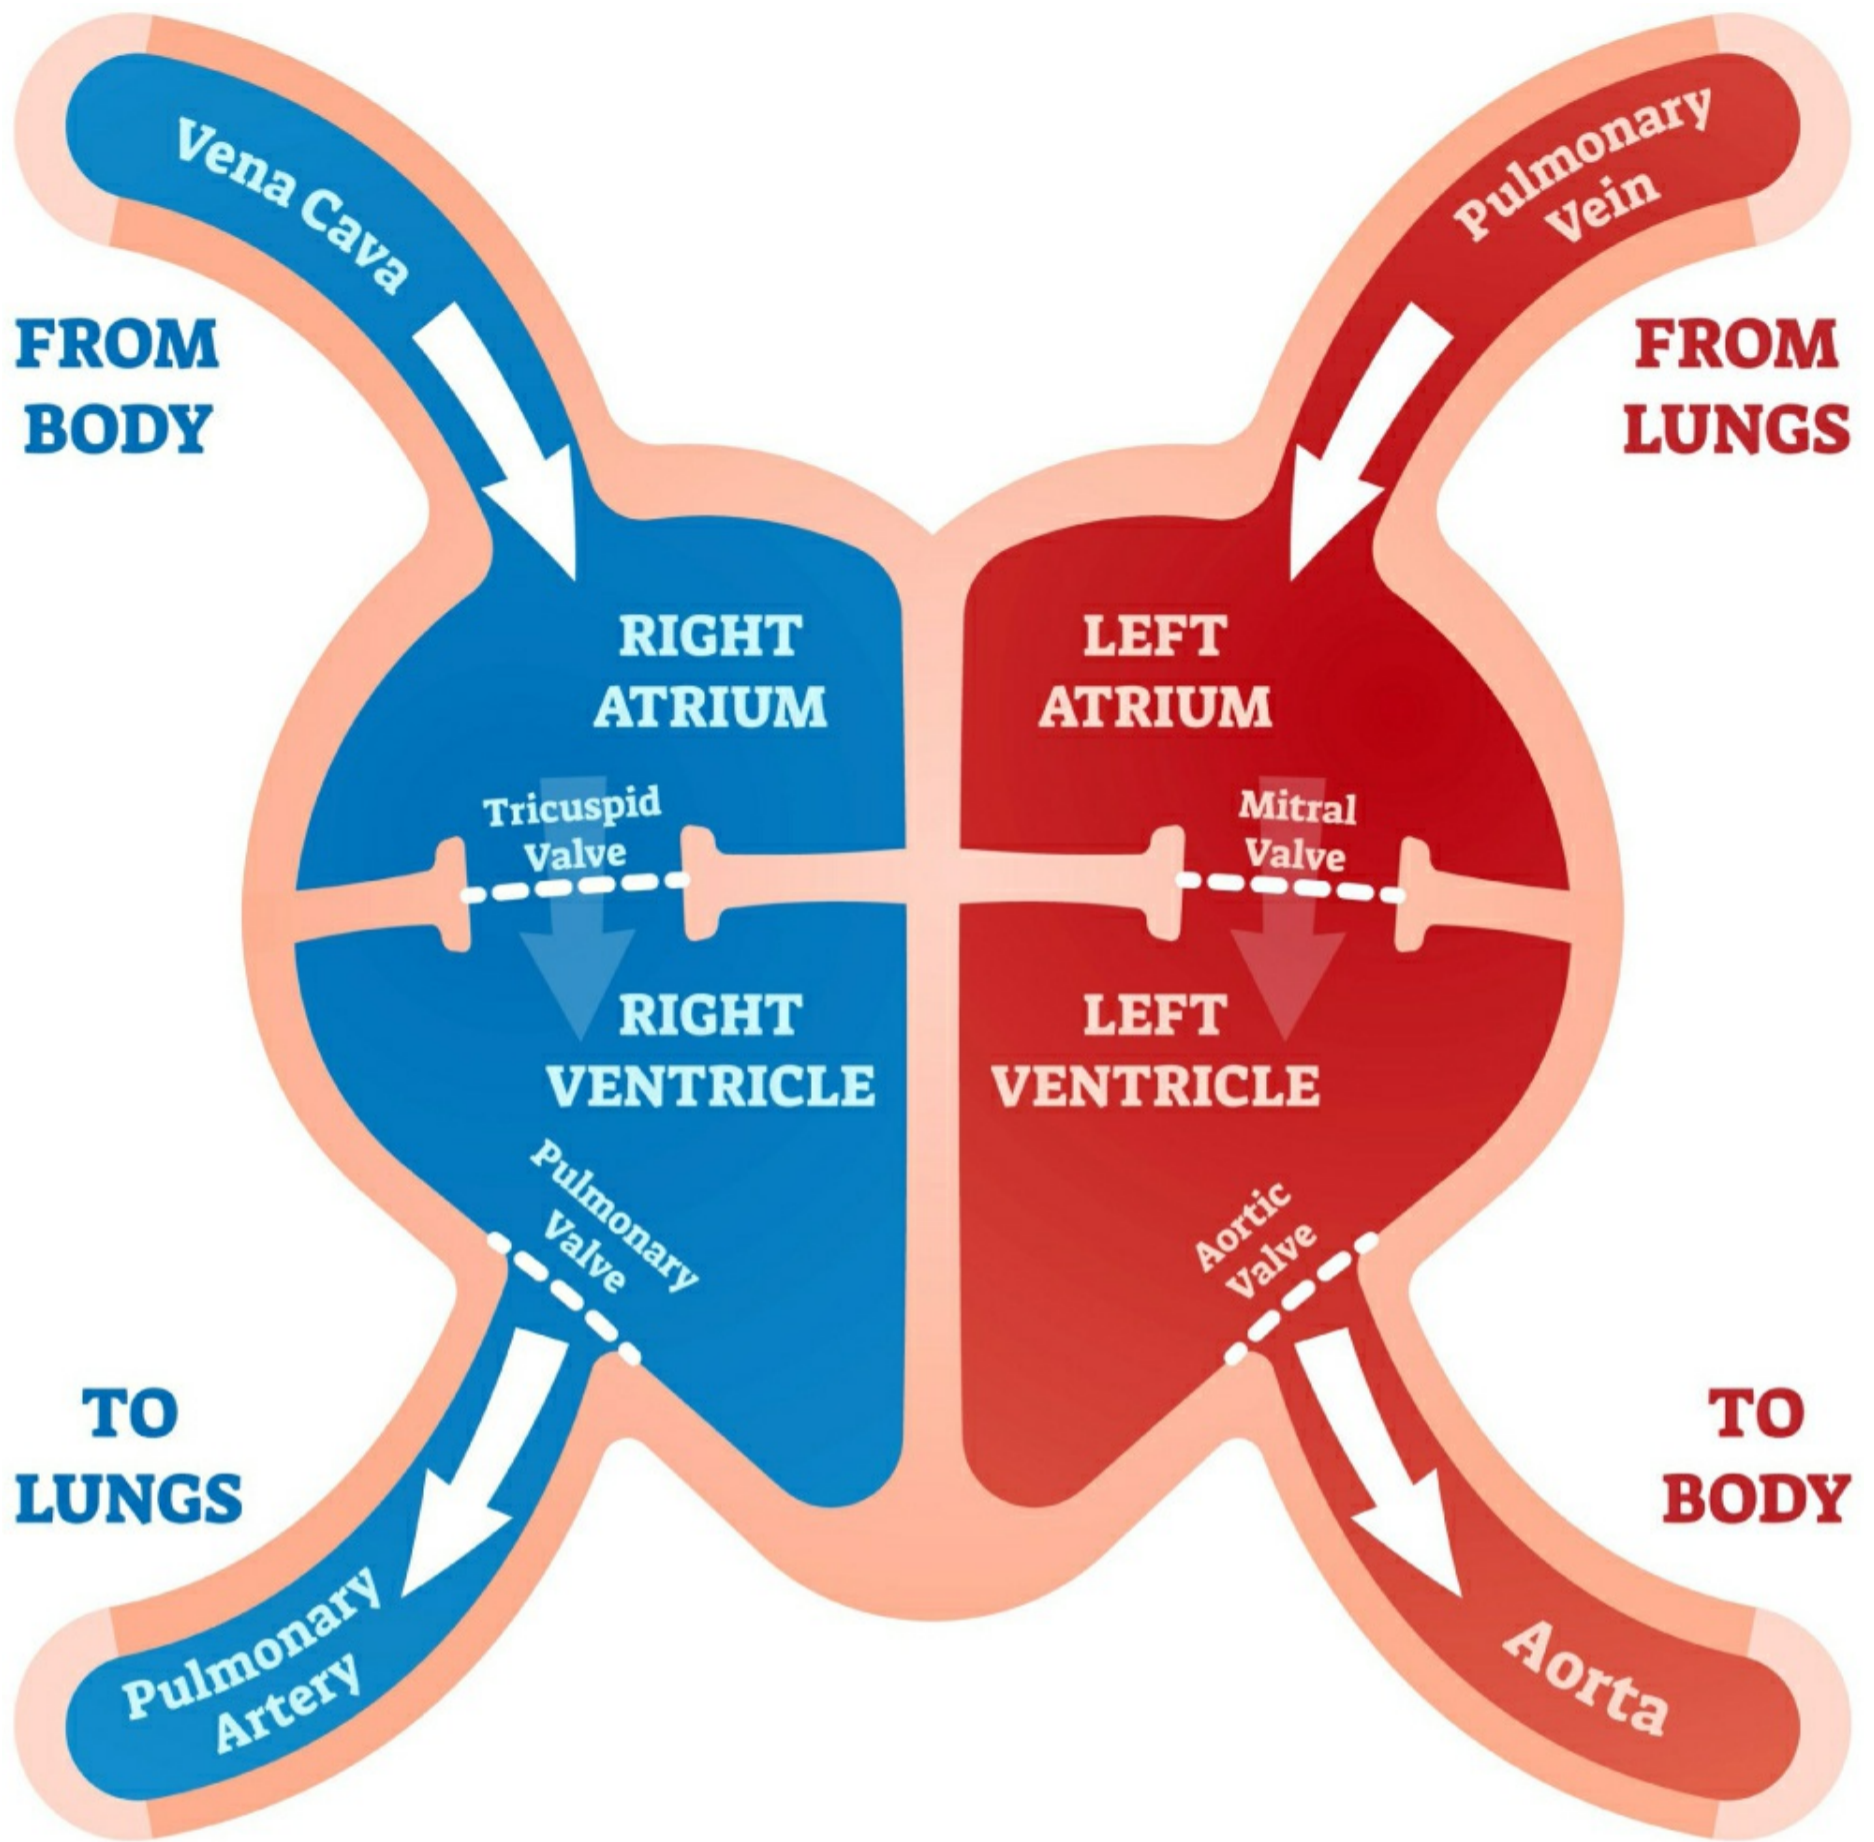 Vena Cava
Pulmonary
Vein
FROM
BODY
FROM
LUNGS
RIGHT
ATRIUM
LEFT
ATRIUM
Tricuspid
Valve
Mitral
Valve
RIGHT
VENTRICLE
LEFT
VENTRICLE
Pulmonary
Valve
Aortic
Valve
TO
LUNGS
TO
BODY
Pulmonary
Artery
Aorta